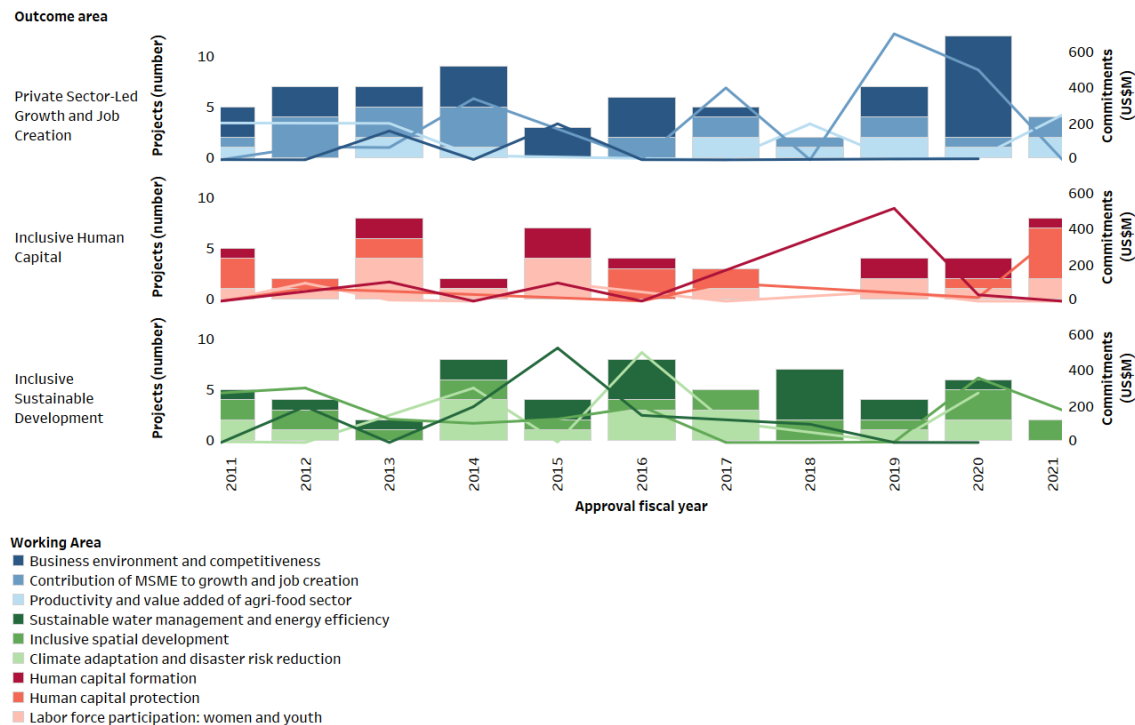 Outcome area
Private Sector-Led
Growth and Job
Creation
Projects (number)
10
5
0
600
400
200
0
Commitments
(US$M)
Inclusive Human
Capital
Projects (number)
10
5
0
600
400
200
0
Commitments
(US$M)
Inclusive
Sustainable
Development
Projects (number)
10
5
0
600
400
200
0
Commitments
(US$M)
2011
2012
2013
2014
2015
2016
2017
2018
2019
2020
2021
Approval fiscal year
Working Area
Business environment and competitiveness
Contribution of MSME to growth and job creation
Productivity and value added of agri-food sector
Sustainable water management and energy efficiency
Inclusive spatial development
Climate adaptation and disaster risk reduction
Human capital formation
Human capital protection
Labor force participation: women and youth